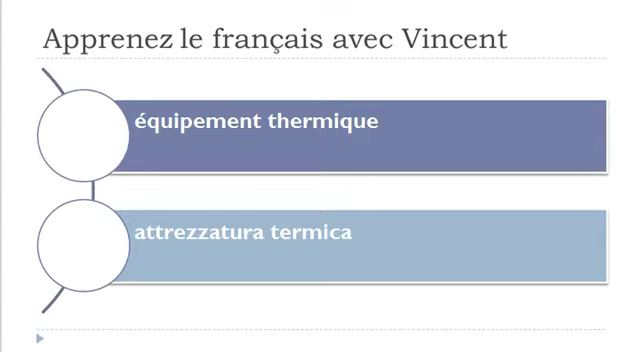 Apprenez le français avec Vincent
équipement thermique
attrezzatura termica